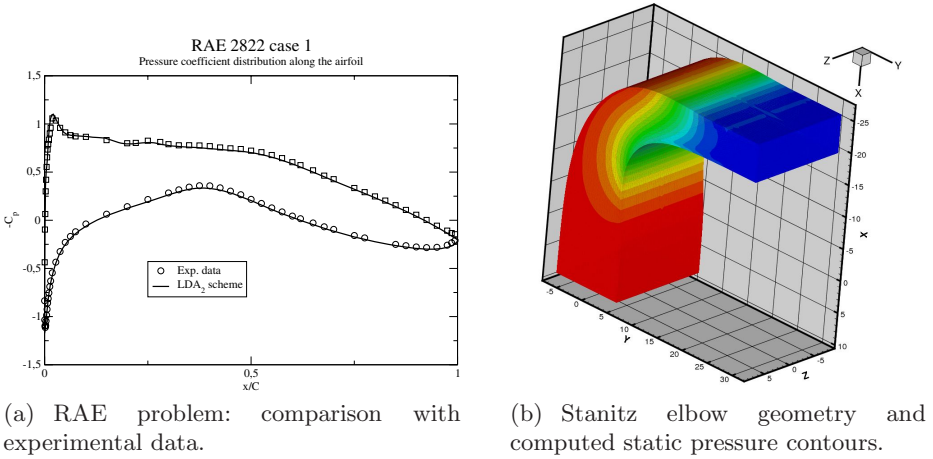 RAE 2822 case 1
Pressure coefficient distribution along the airfoil
1,5
1
0,5
0
-0,5
-1
-1,5
-C_p
Exp. data
LDA_2 scheme
0
0,5
1
x/C
Z
Y
X
-25
-20
-15
-10
-5
0
5
10
X
-5
0
5
10
15
20
25
30
Y
5
0
-5
Z
(a) RAE problem: comparison with
experimental data.
(b) Stanitz elbow geometry and
computed static pressure contours.